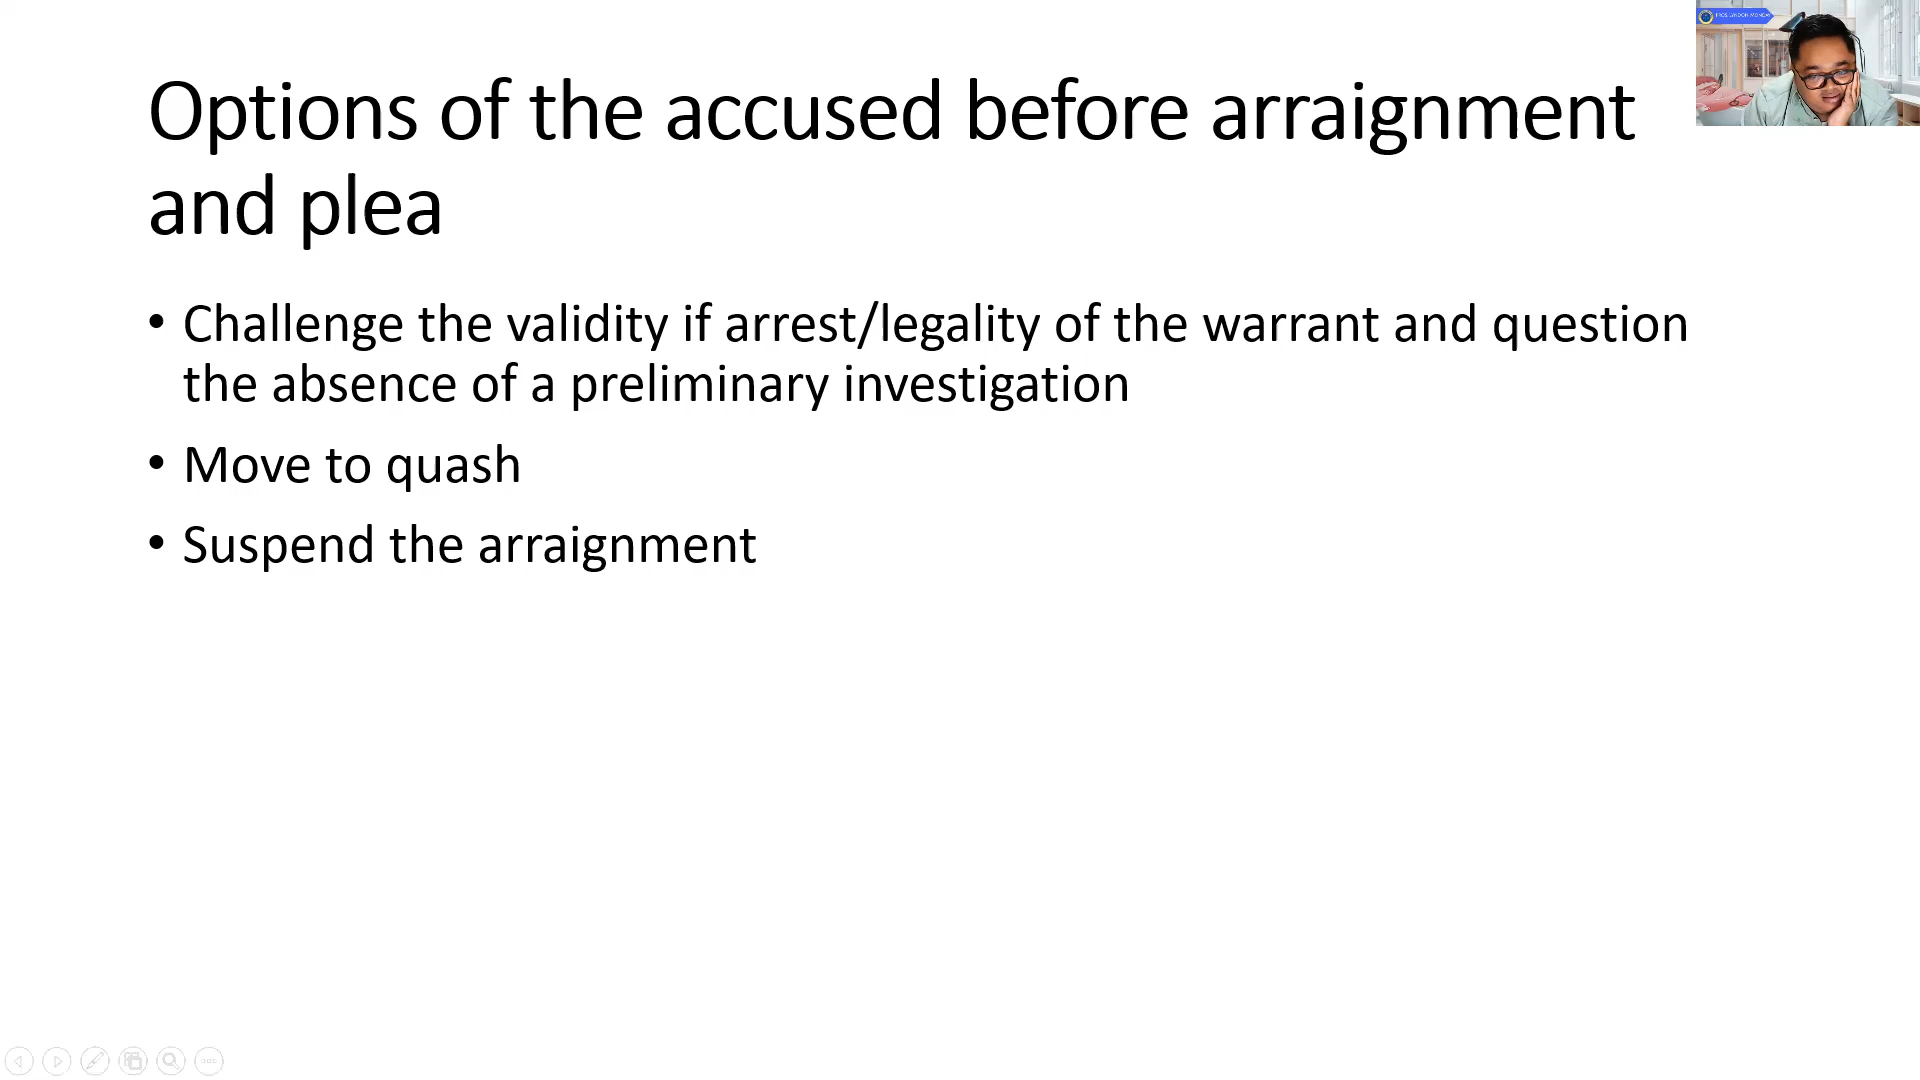 Options of the accused before arraignment
and plea
• Challenge the validity if arrest/legality of the warrant and question
the absence of a preliminary investigation
• Move to quash
• Suspend the arraignment